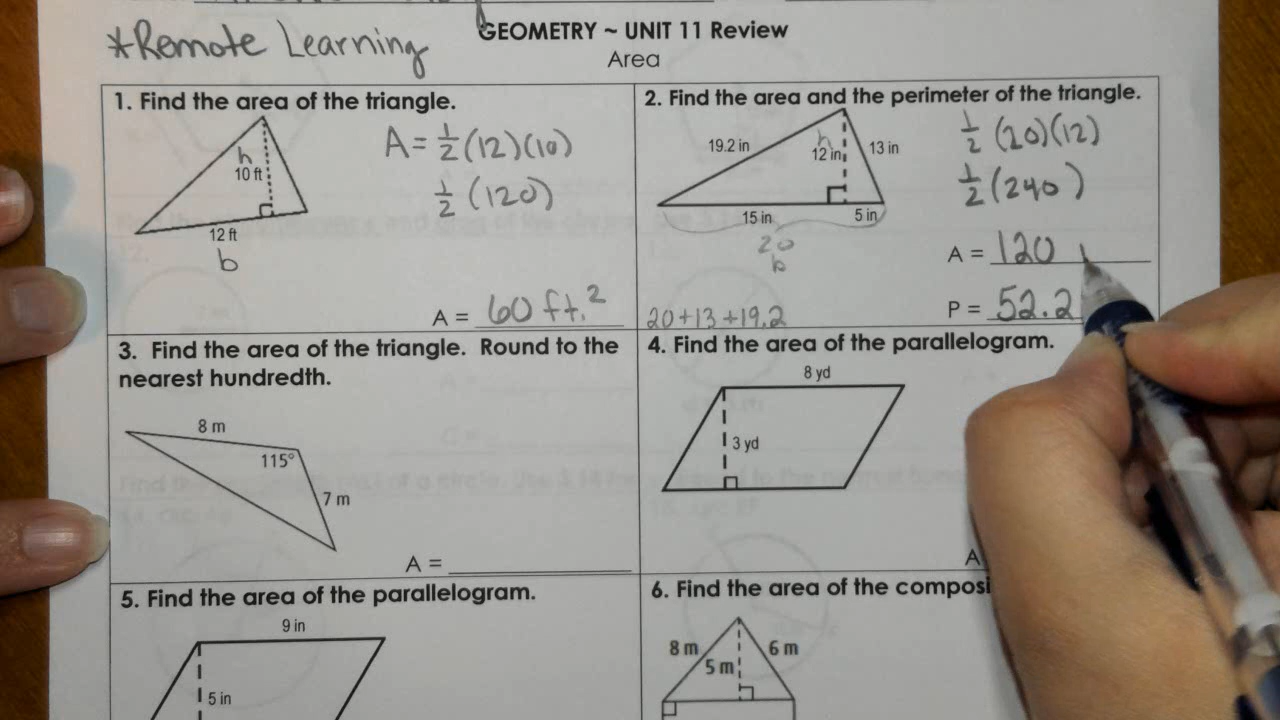 *Remote Learning
GEOMETRY ~ UNIT 11 Review
Area
1. Find the area of the triangle.
h
10 ft
12 ft
b
A = ½ (12)(10)
½ (120)
A = 60 ft.²
2. Find the area and the perimeter of the triangle.
19.2 in
h
12 in
13 in
15 in
5 in
20
b
½ (20)(12)
½ (240)
A = 120
20+13+19.2
P = 52.2
3. Find the area of the triangle. Round to the
nearest hundredth.
8 m
115°
7 m
A =
4. Find the area of the parallelogram.
8 yd
3 yd
A
5. Find the area of the parallelogram.
9 in
5 in
6. Find the area of the composi
8 m
5 m
6 m